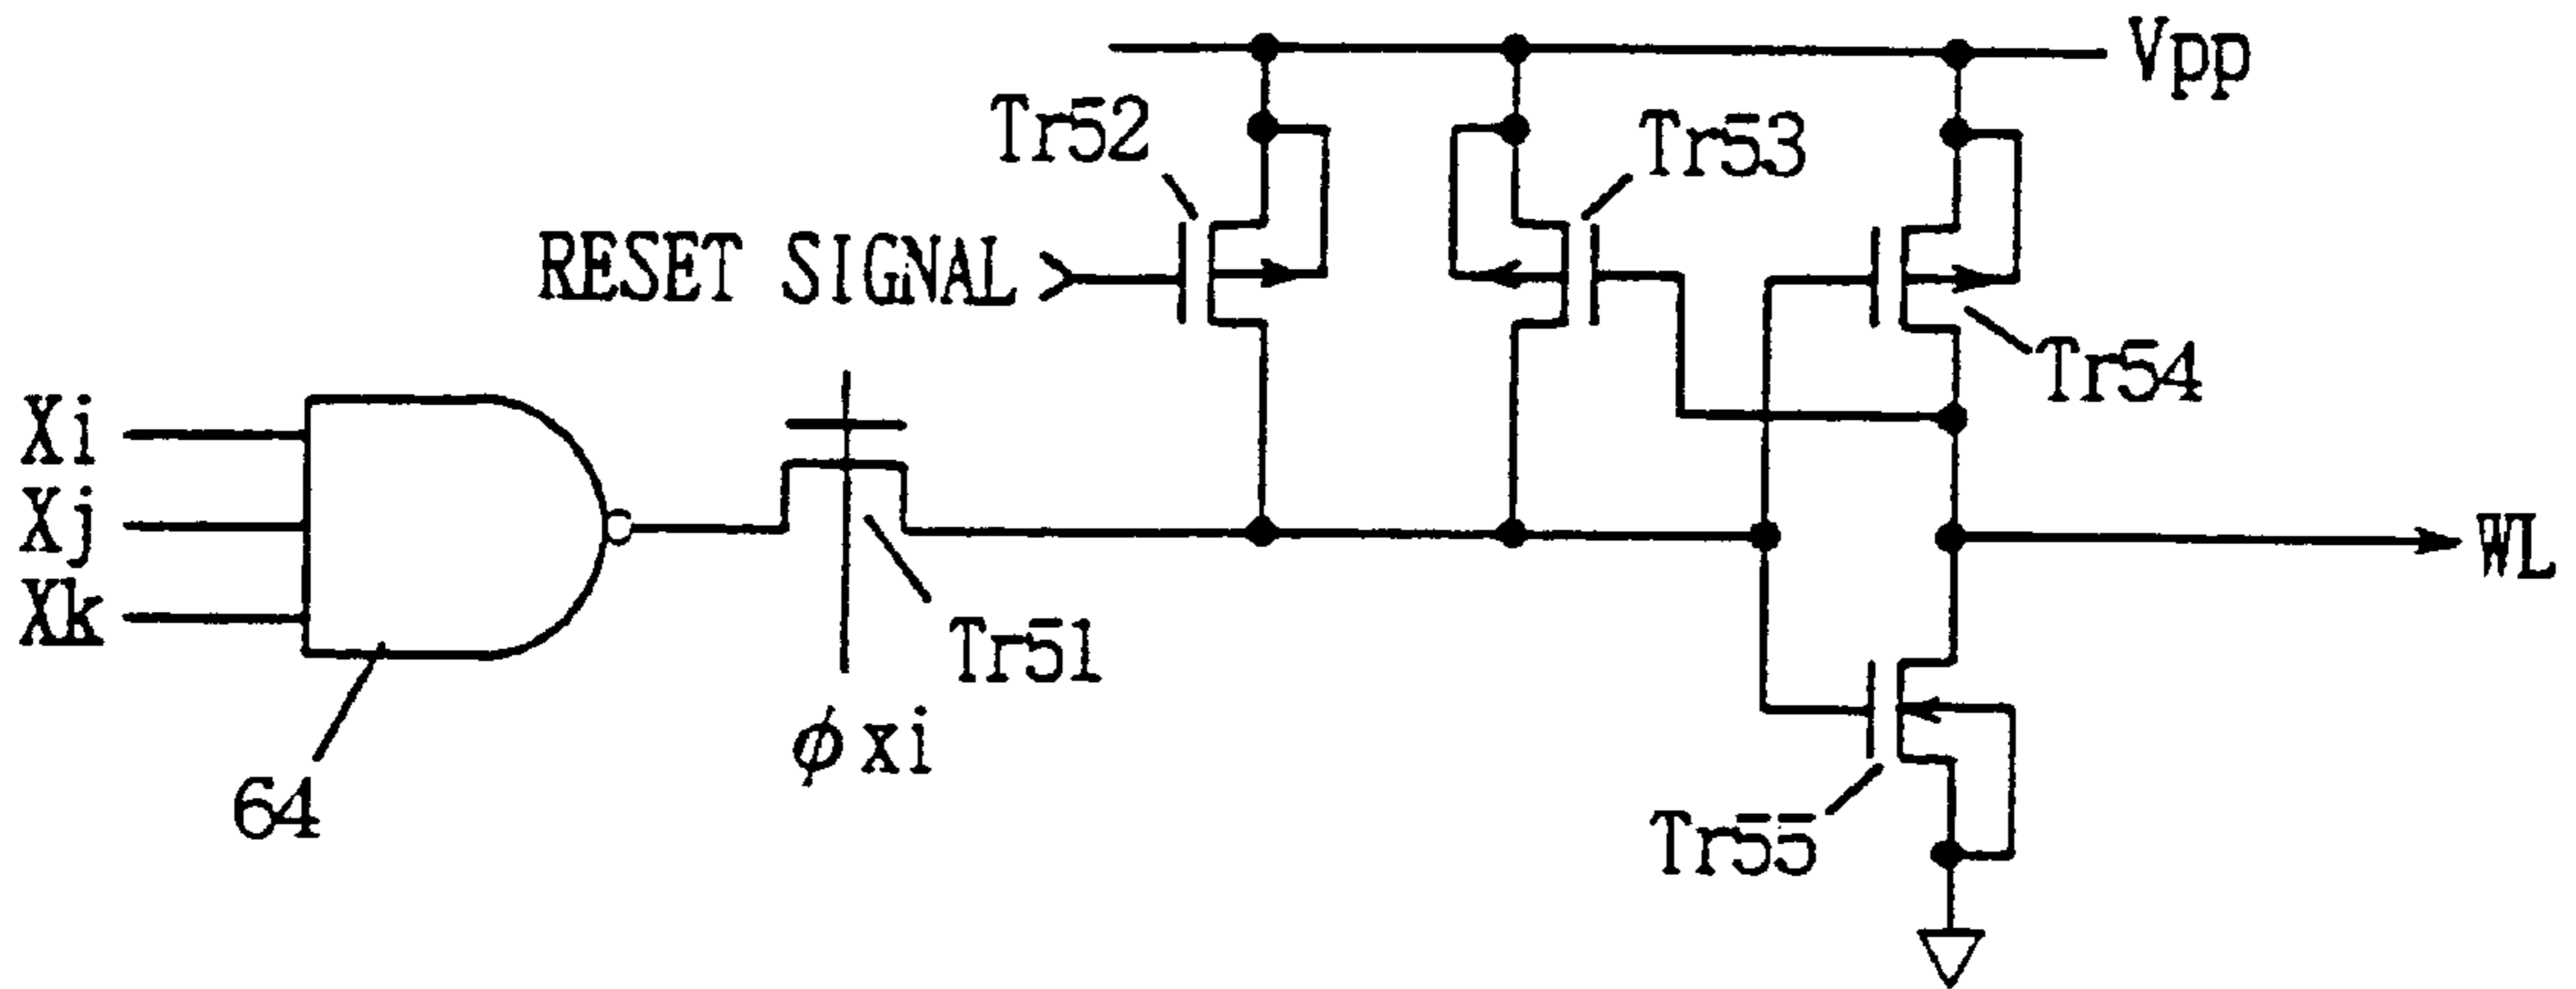 Vpp
Tr52
Tr53
RESET SIGNAL
Tr54
Xi
Xj
Xk
WL
Tr51
φxi
64
Tr55